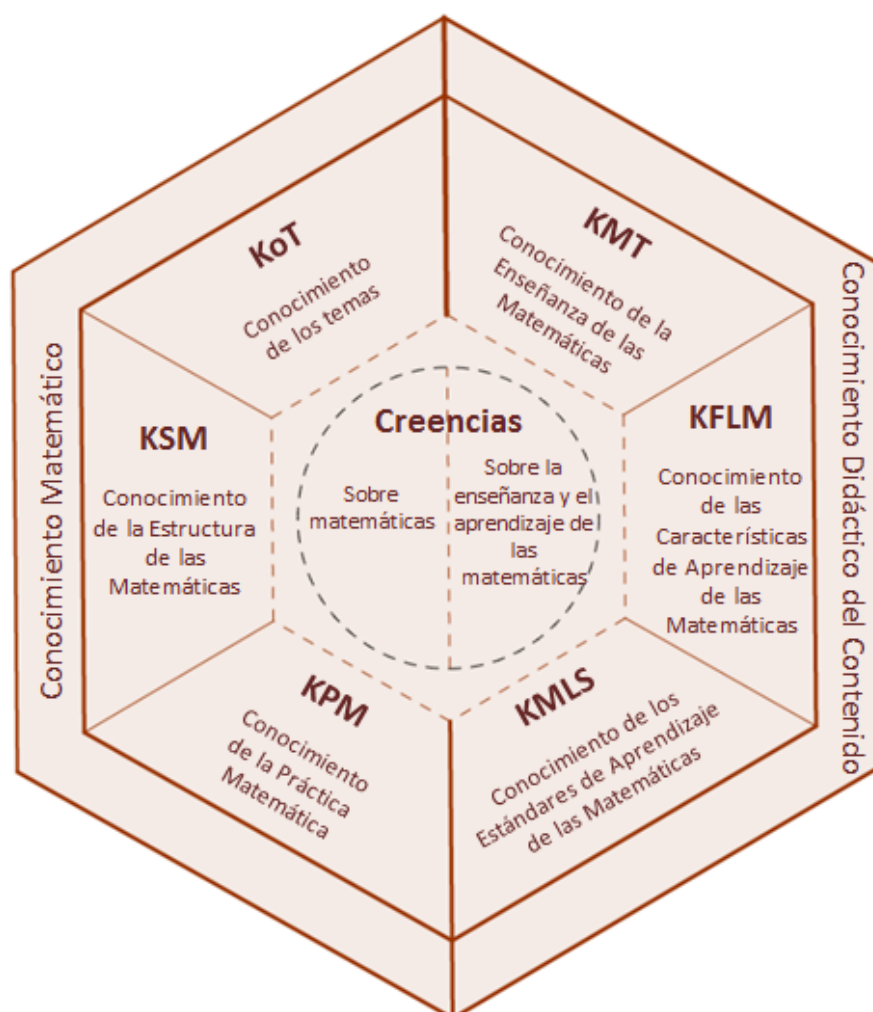 KoT
Conocimiento
de los temas
KMT
Conocimiento de la
Enseñanza de las
Matemáticas
Conocimiento Matemático
KSM
Conocimiento
de la Estructura
de las
Matemáticas
Creencias
Sobre
matemáticas
Sobre la
enseñanza y el
aprendizaje de
las
matemáticas
KFLM
Conocimiento
de las
Características
de Aprendizaje
de las
Matemáticas
Conocimiento Didáctico del Contenido
KPM
Conocimiento
de la Práctica
Matemática
KMLS
Conocimiento de los
Estándares de Aprendizaje
de las Matemáticas